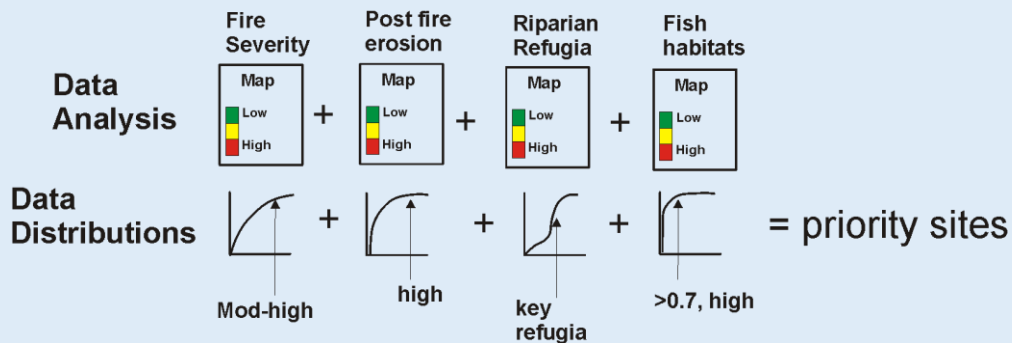 Fire
Severity
Post fire
erosion
Riparian
Refugia
Fish
habitats
Data
Analysis
Map
Low
High
+
Map
Low
High
+
Map
Low
High
+
Map
Low
High
Data
Distributions
+
+
+
= priority sites
Mod-high
high
key
refugia
>0.7, high